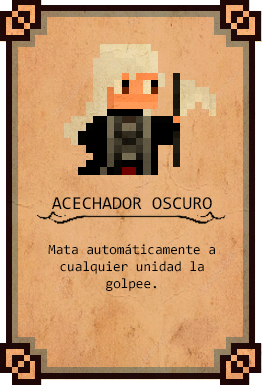 ACECHADOR OSCURO
Mata automáticamente a
cualquier unidad la
golpee.